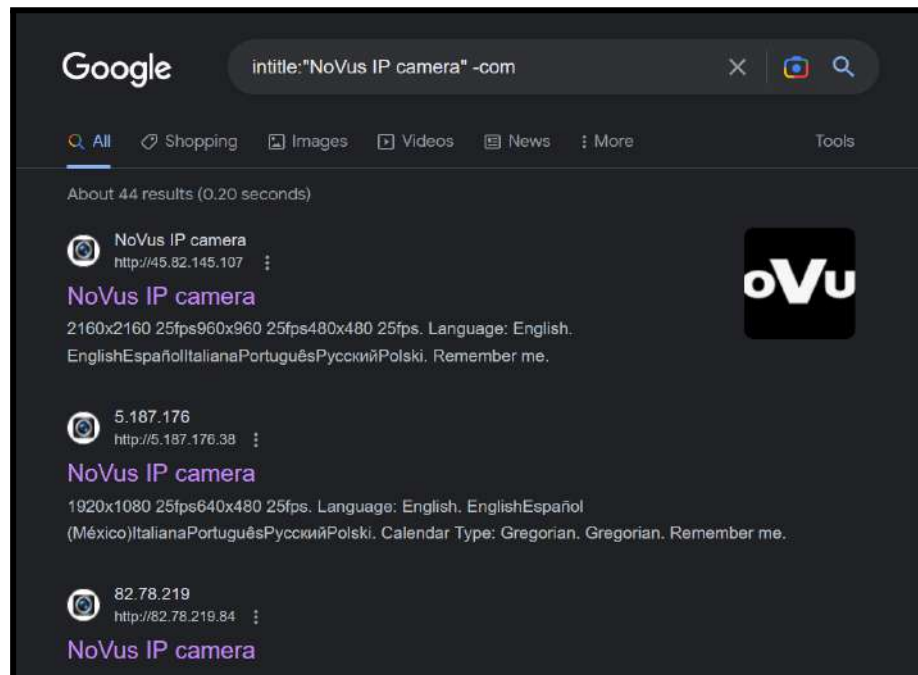 Google
intitle:"NoVus IP camera" -com
All Shopping Images Videos News More Tools
About 44 results (0.20 seconds)
NoVus IP camera
http://45.82.145.107
NoVus IP camera
2160x2160 25fps960x960 25fps480x480 25fps. Language: English.
EnglishEspañolItalianaPortuguêsРусскийPolski. Remember me.
oVu
5.187.176
http://5.187.176.38
NoVus IP camera
1920x1080 25fps640x480 25fps. Language: English. EnglishEspañol
(México)ItalianaPortuguêsРусскийPolski. Calendar Type: Gregorian. Gregorian. Remember me.
82.78.219
http://82.78.219.84
NoVus IP camera